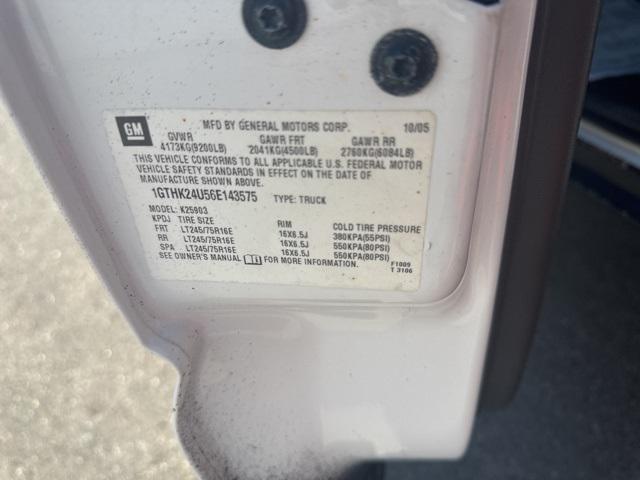 GM
MFD BY GENERAL MOTORS CORP. 10/05
GVWR GAWR FRT GAWR RR
4173KG(9200LB) 2041KG(4500LB) 2760KG(6084LB)
THIS VEHICLE CONFORMS TO ALL APPLICABLE U.S. FEDERAL MOTOR
VEHICLE SAFETY STANDARDS IN EFFECT ON THE DATE OF
MANUFACTURE SHOWN ABOVE.
1GTHK24U56E143575 TYPE: TRUCK
MODEL: K25903
KPDJ TIRE SIZE RIM COLD TIRE PRESSURE
FRT LT245/75R16E 16X6.5J 380KPA(55PSI)
RR LT245/75R16E 16X6.5J 550KPA(80PSI)
SPA LT245/75R16E 16X6.5J 550KPA(80PSI)
SEE OWNER'S MANUAL FOR MORE INFORMATION.
F1009
T 3106